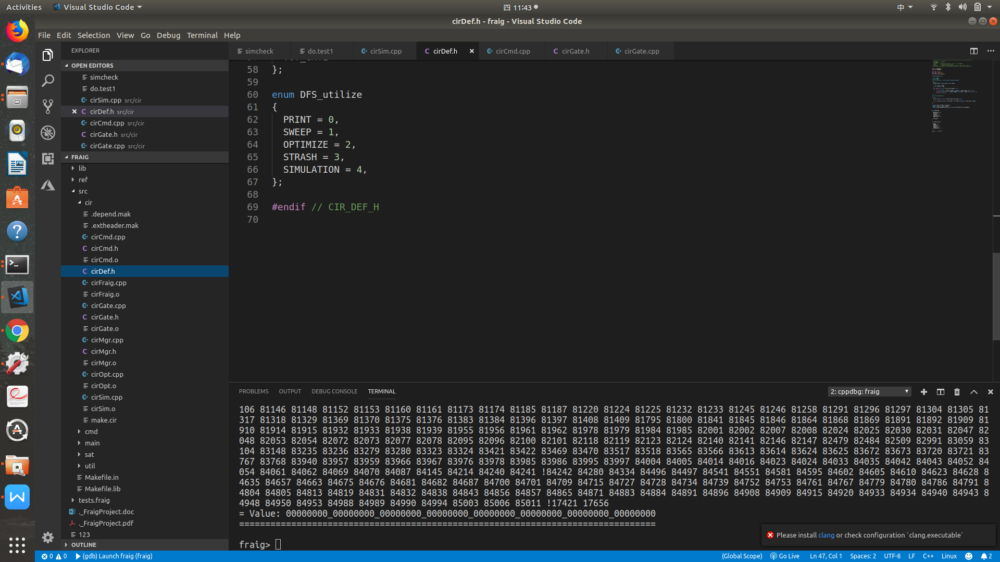 Activities
Visual Studio Code
四 11:43
中
cirDef.h - fraig - Visual Studio Code
File Edit Selection View Go Debug Terminal Help
EXPLORER
OPEN EDITORS
simcheck
do.test1
cirSim.cpp src/cir
cirDef.h src/cir
cirCmd.cpp src/cir
cirGate.h src/cir
cirGate.cpp src/cir
FRAIG
lib
ref
src
cir
.depend.mak
.extheader.mak
cirCmd.cpp
cirCmd.h
cirCmd.o
cirDef.h
cirFraig.cpp
cirFraig.o
cirGate.cpp
cirGate.h
cirGate.o
cirMgr.cpp
cirMgr.h
cirMgr.o
cirOpt.cpp
cirOpt.o
cirSim.cpp
cirSim.o
make.cir
cmd
main
sat
util
Makefile.in
Makefile.lib
tests.fraig
._FraigProject.doc
._FraigProject.pdf
123
OUTLINE
simcheck do.test1 cirSim.cpp cirDef.h cirCmd.cpp cirGate.h cirGate.cpp
58 };
59
60 enum DFS_utilize
61 {
62 PRINT = 0,
63 SWEEP = 1,
64 OPTIMIZE = 2,
65 STRASH = 3,
66 SIMULATION = 4,
67 };
68
69 #endif // CIR_DEF_H
70
PROBLEMS OUTPUT DEBUG CONSOLE TERMINAL
2: cppdbg: fraig
106 81146 81148 81152 81153 81160 81161 81173 81174 81185 81187 81220 81224 81225 81232 81233 81245 81246 81258 81291 81296 81297 81304 81305 81
317 81318 81329 81369 81370 81375 81376 81383 81384 81396 81397 81408 81409 81795 81800 81841 81845 81846 81864 81868 81869 81891 81892 81909 81
910 81914 81915 81932 81933 81938 81939 81955 81956 81961 81962 81978 81979 81984 81985 82001 82002 82007 82008 82024 82025 82030 82031 82047 82
048 82053 82054 82072 82073 82077 82078 82095 82096 82100 82101 82118 82119 82123 82124 82140 82141 82146 82147 82479 82484 82509 82991 83059 83
104 83148 83235 83236 83279 83280 83323 83324 83421 83422 83469 83470 83517 83518 83565 83566 83613 83614 83624 83625 83672 83673 83720 83721 83
767 83768 83940 83957 83959 83966 83967 83976 83978 83985 83986 83995 83997 84004 84005 84014 84016 84023 84024 84033 84035 84042 84043 84052 84
054 84061 84062 84069 84070 84087 84145 84214 84240 84241 !84242 84280 84334 84496 84497 84541 84551 84581 84595 84602 84605 84610 84623 84628 8
4635 84657 84663 84675 84676 84681 84682 84687 84700 84701 84709 84715 84727 84728 84734 84739 84752 84753 84761 84767 84779 84780 84786 84791 8
4804 84805 84813 84819 84831 84832 84838 84843 84856 84857 84865 84871 84883 84884 84891 84896 84908 84909 84915 84920 84933 84934 84940 84943 8
4948 84950 84953 84988 84989 84990 84994 85003 85006 85011 !17421 17656
= Value: 00000000_00000000_00000000_00000000_00000000_00000000_00000000_00000000
================================================================================
fraig>
Please install clang or check configuration `clang.executable`
0 0 (gdb) Launch fraig (fraig)
(Global Scope) Go Live Ln 47, Col 1 Spaces: 2 UTF-8 LF C++ Linux 2